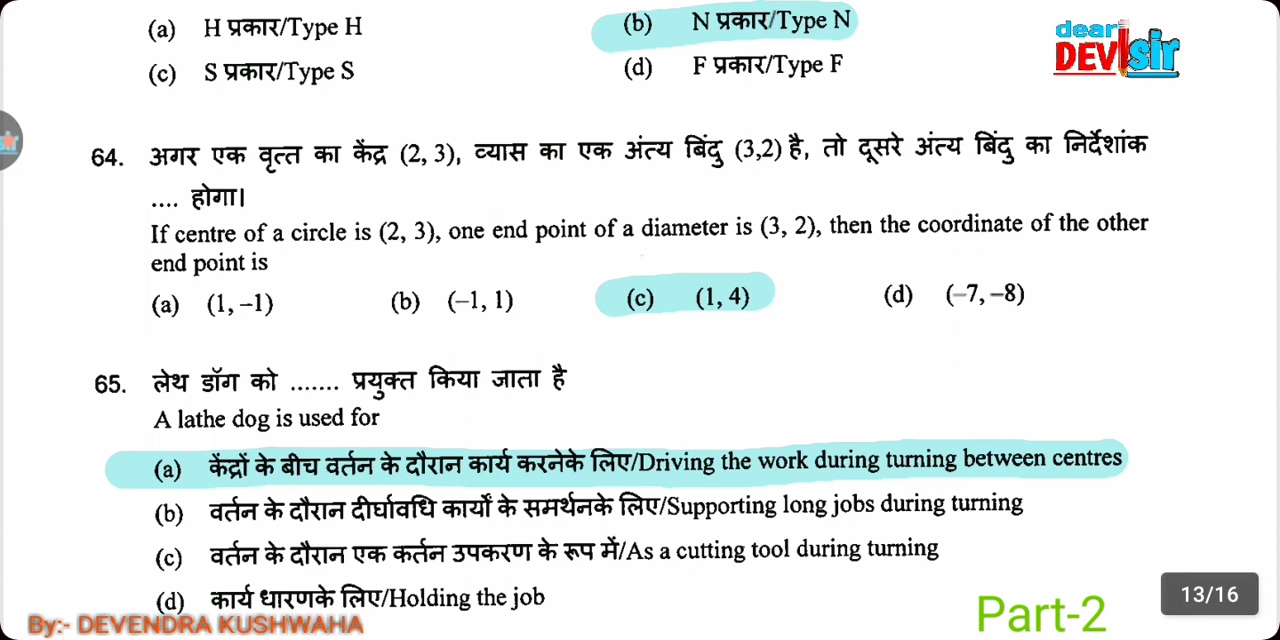 (a) H प्रकार/Type H (b) N प्रकार/Type N
(c) S प्रकार/Type S (d) F प्रकार/Type F
dear
DEV sir
64. अगर एक वृत्त का केंद्र (2, 3), व्यास का एक अंत्य बिंदु (3,2) है, तो दूसरे अंत्य बिंदु का निर्देशांक
.... होगा।
If centre of a circle is (2, 3), one end point of a diameter is (3, 2), then the coordinate of the other
end point is
(a) (1, –1) (b) (–1, 1) (c) (1, 4) (d) (–7, –8)
65. लेथ डॉग को ....... प्रयुक्त किया जाता है
A lathe dog is used for
(a) केंद्रों के बीच वर्तन के दौरान कार्य करनेके लिए/Driving the work during turning between centres
(b) वर्तन के दौरान दीर्घावधि कार्यों के समर्थनके लिए/Supporting long jobs during turning
(c) वर्तन के दौरान एक कर्तन उपकरण के रूप में/As a cutting tool during turning
(d) कार्य धारणके लिए/Holding the job
13/16
Part-2
By:- DEVENDRA KUSHWAHA